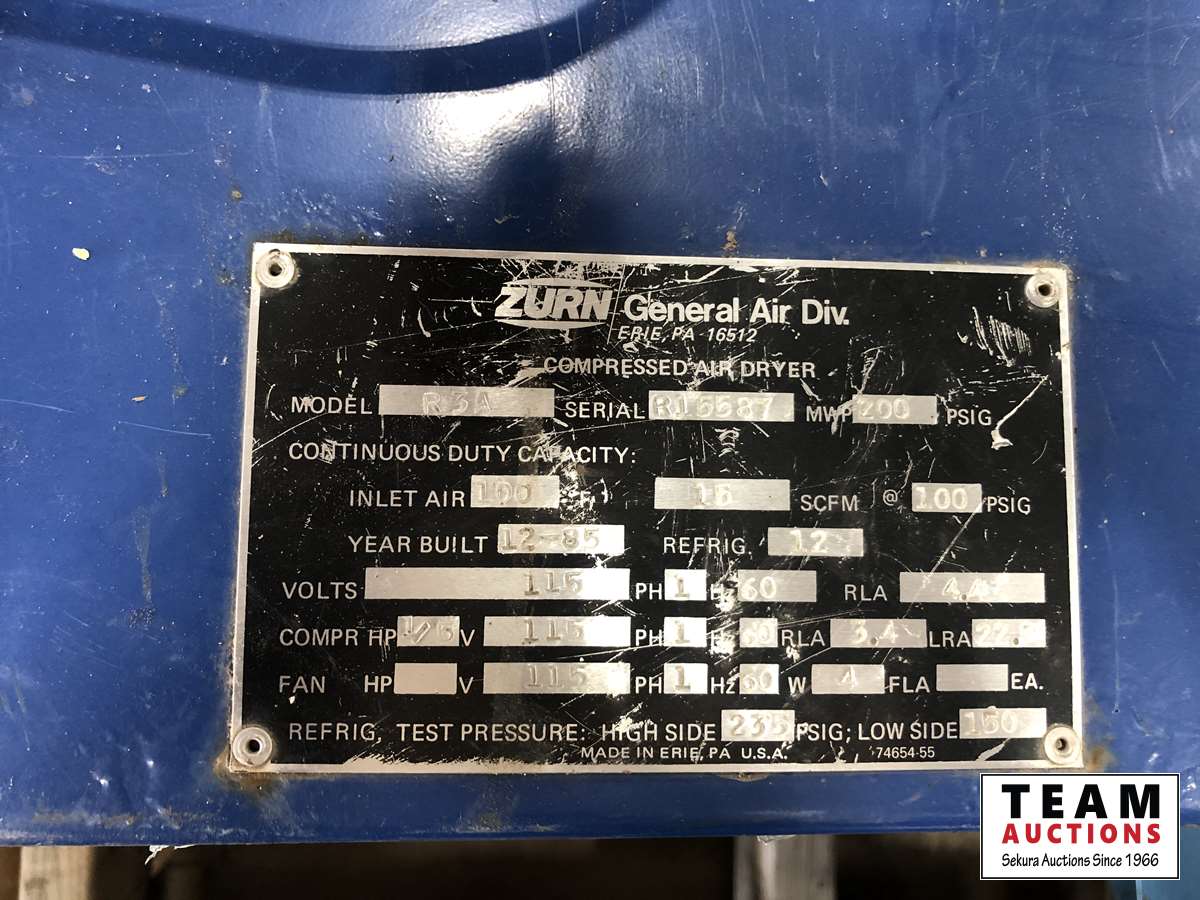 ZURN General Air Div.
ERIE, PA 16512
COMPRESSED AIR DRYER
MODEL R3A SERIAL R15587 MWP 200 PSIG
CONTINUOUS DUTY CAPACITY:
INLET AIR 100 °F 15 SCFM @ 100 PSIG
YEAR BUILT 12-85 REFRIG. 12
VOLTS 115 PH 1 Hz 60 RLA 4.4
COMPR HP 1/5 V 115 PH 1 Hz 60 RLA 3.4 LRA
FAN HP V 115 PH 1 Hz 60 W 4 FLA EA.
REFRIG, TEST PRESSURE: HIGH SIDE 235 PSIG; LOW SIDE 150
MADE IN ERIE, PA U.S.A. 74654-55
TEAM
AUCTIONS
Sekura Auctions Since 1966